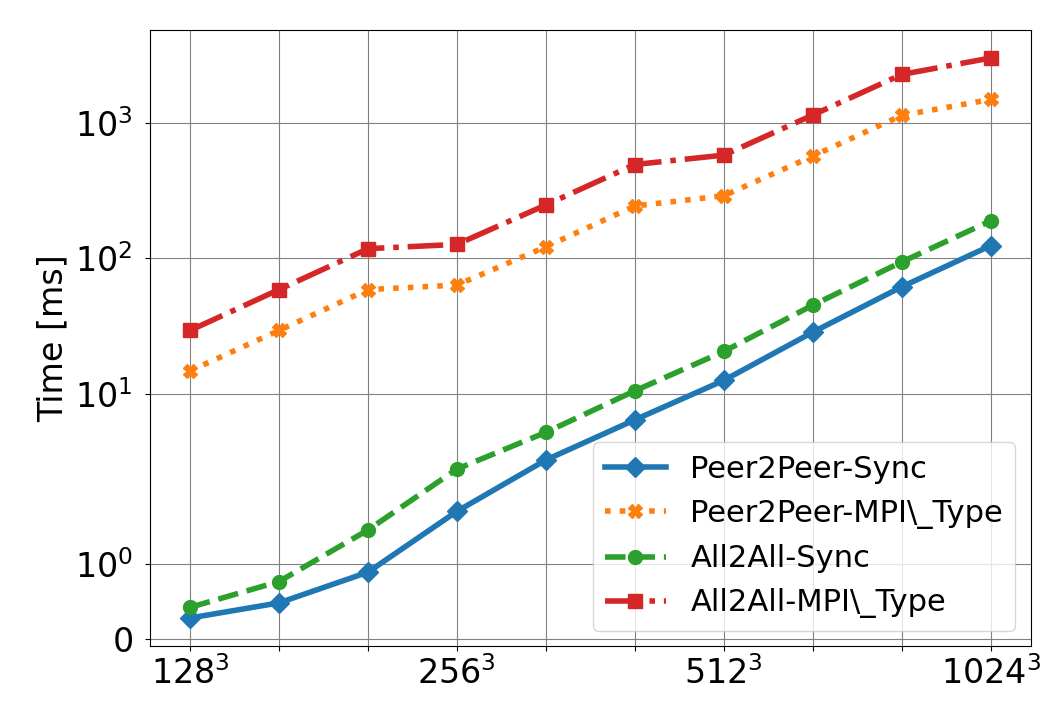 Time [ms]
10³
10²
10¹
10⁰
0
128³
256³
512³
1024³
Peer2Peer-Sync
Peer2Peer-MPI\_Type
All2All-Sync
All2All-MPI\_Type